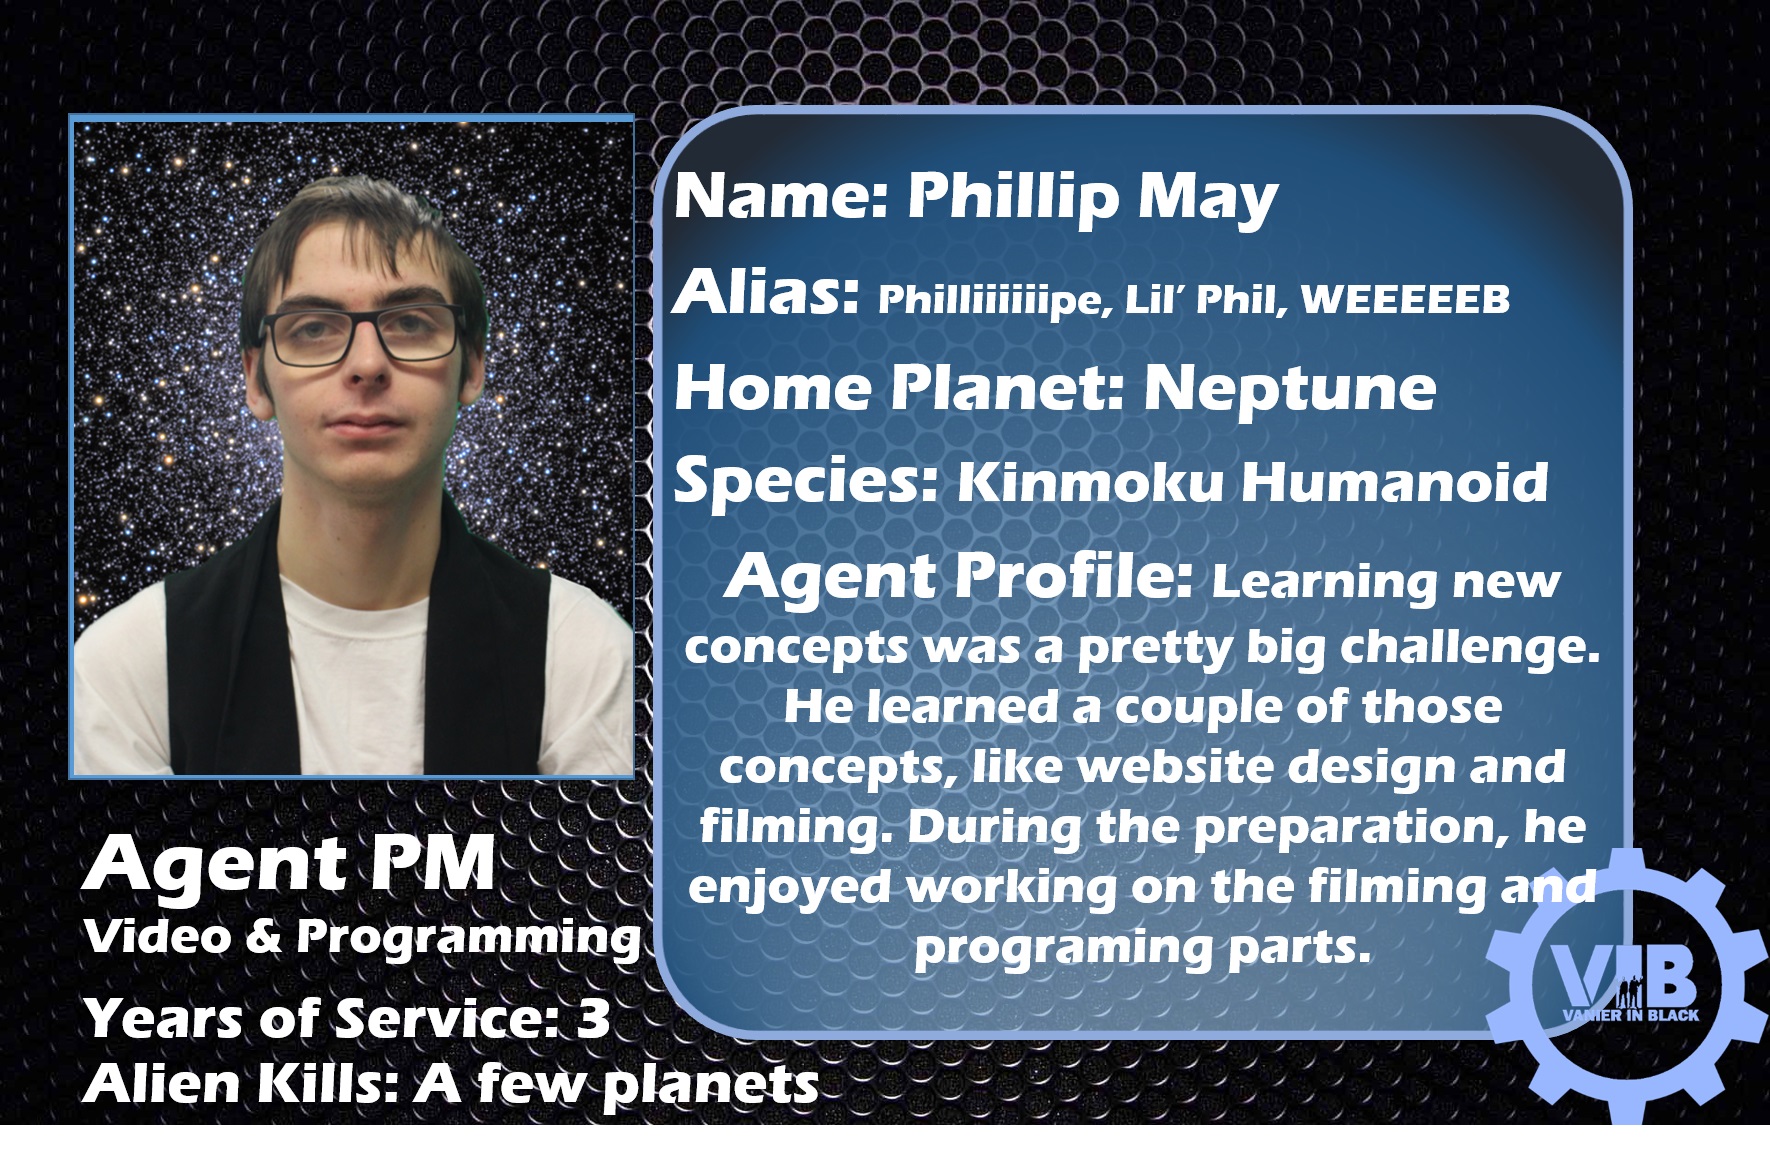 Name: Phillip May
Alias: Philliiiiiipe, Lil’ Phil, WEEEEEB
Home Planet: Neptune
Species: Kinmoku Humanoid
Agent Profile: Learning new
concepts was a pretty big challenge.
He learned a couple of those
concepts, like website design and
filming. During the preparation, he
enjoyed working on the filming and
programing parts.
Agent PM
Video & Programming
Years of Service: 3
Alien Kills: A few planets
VIB
VANIER IN BLACK